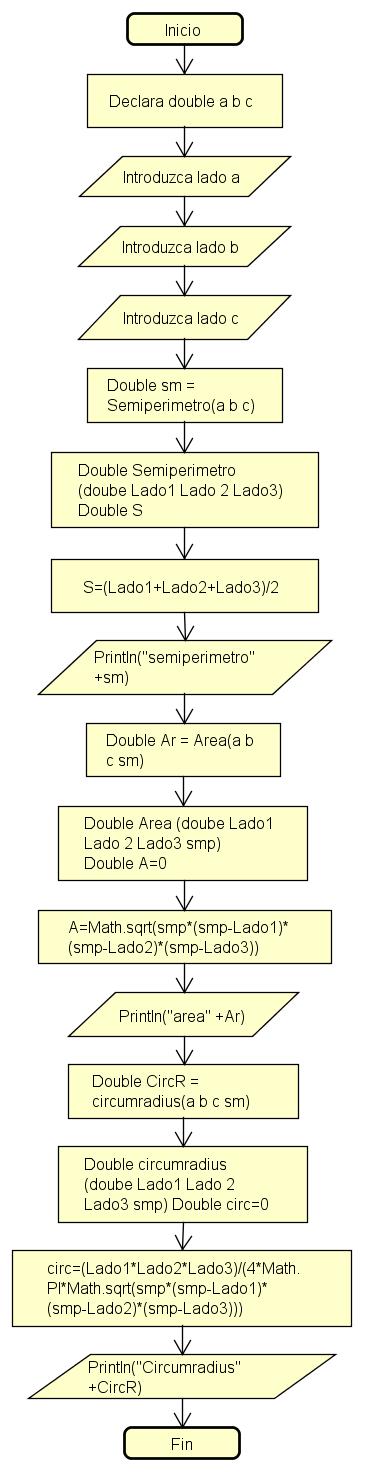 Inicio
Declara double a b c
Introduzca lado a
Introduzca lado b
Introduzca lado c
Double sm =
Semiperimetro(a b c)
Double Semiperimetro
(doube Lado1 Lado 2 Lado3)
Double S
S=(Lado1+Lado2+Lado3)/2
Println("semiperimetro"
+sm)
Double Ar = Area(a b
c sm)
Double Area (doube Lado1
Lado 2 Lado3 smp)
Double A=0
A=Math.sqrt(smp*(smp-Lado1)*
(smp-Lado2)*(smp-Lado3))
Println("area" +Ar)
Double CircR =
circumradius(a b c sm)
Double circumradius
(doube Lado1 Lado 2
Lado3 smp) Double circ=0
circ=(Lado1*Lado2*Lado3)/(4*Math.
PI*Math.sqrt(smp*(smp-Lado1)*
(smp-Lado2)*(smp-Lado3)))
Println("Circumradius"
+CircR)
Fin